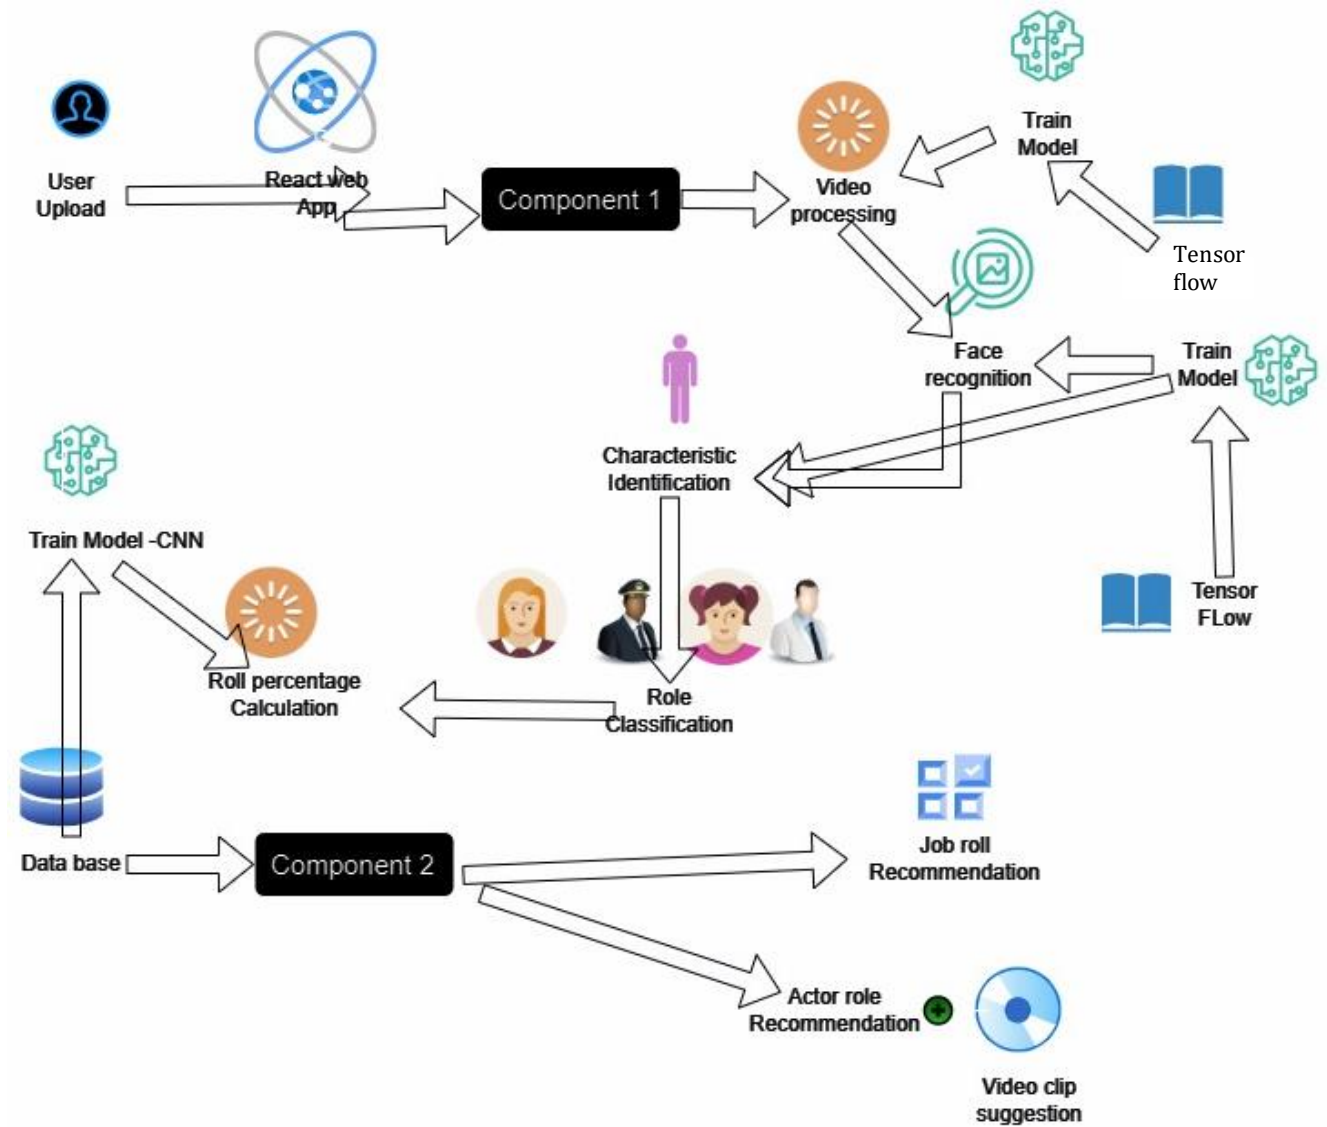 User
Upload
React web
App
Component 1
Video
processing
Train
Model
Tensor
flow
Face
recognition
Train
Model
Characteristic
Identification
Tensor
FLow
Train Model -CNN
Roll percentage
Calculation
Role
Classification
Data base
Component 2
Job roll
Recommendation
Actor role
Recommendation
Video clip
suggestion